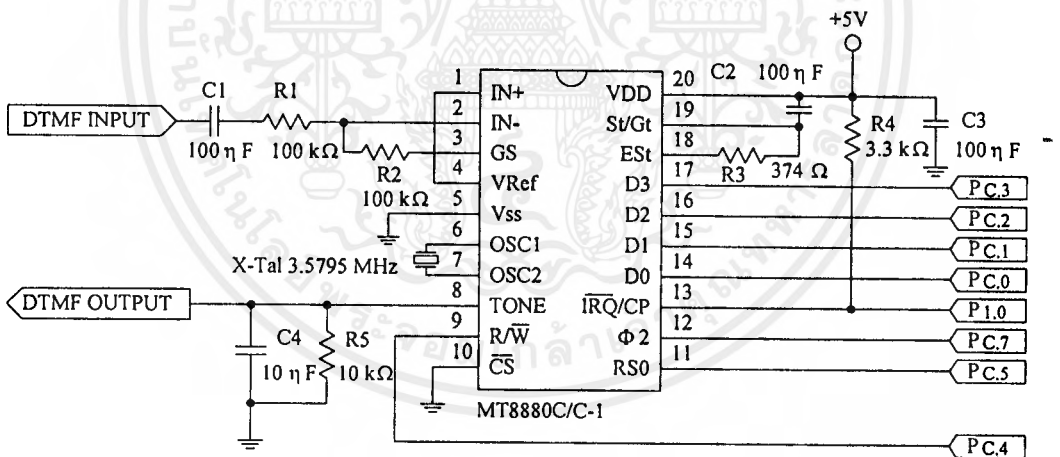 +5V
C1
R1
DTMF INPUT
100 η F
100 kΩ
R2
100 kΩ
X-Tal 3.5795 MHz
DTMF OUTPUT
C4
10 η F
R5
10 kΩ
1
IN+
2
IN-
3
GS
4
VRef
5
Vss
6
OSC1
7
OSC2
8
TONE
9
R/W̅
10
C̅S̅
20
VDD
19
St/Gt
18
ESt
17
D3
16
D2
15
D1
14
D0
13
I̅R̅Q̅/CP
12
Φ2
11
RS0
MT8880C/C-1
C2
100 η F
R3
374 Ω
R4
3.3 kΩ
C3
100 η F
PC.3
PC.2
PC.1
PC.0
P1.0
PC.7
PC.5
PC.4